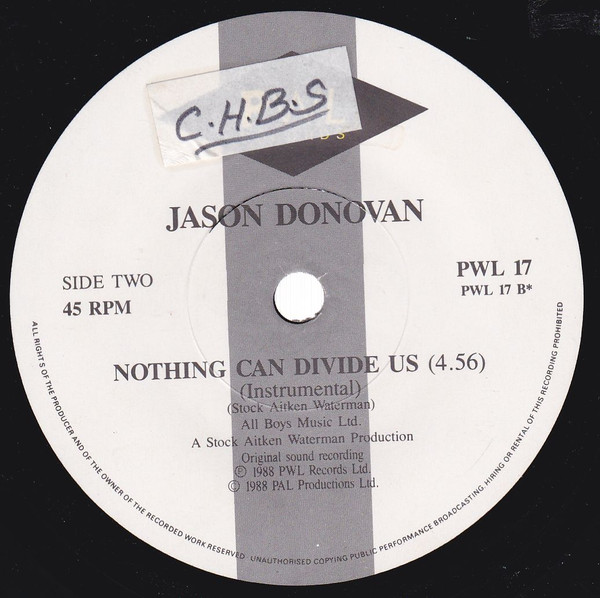 C.H.B.S
JASON DONOVAN
SIDE TWO
45 RPM
PWL 17
PWL 17 B*
NOTHING CAN DIVIDE US (4.56)
(Instrumental)
(Stock Aitken Waterman)
All Boys Music Ltd.
A Stock Aitken Waterman Production
Original sound recording
Ⓟ 1988 PWL Records Ltd.
© 1988 PAL Productions Ltd.
ALL RIGHTS OF THE PRODUCER AND OF THE OWNER OF THE RECORDED WORK RESERVED · UNAUTHORISED COPYING PUBLIC PERFORMANCE BROADCASTING, HIRING OR RENTAL OF THIS RECORDING PROHIBITED